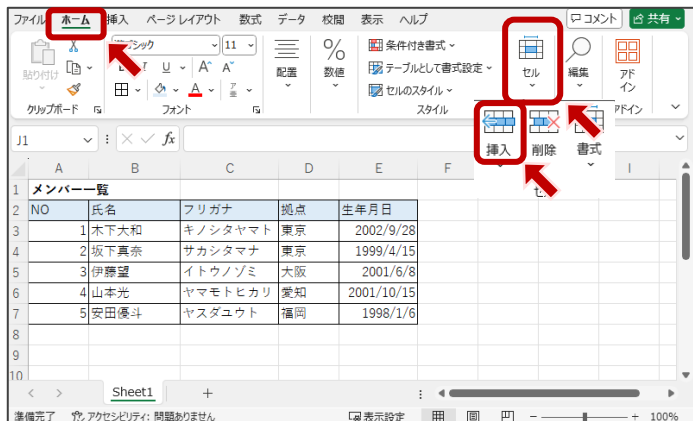 ファイル ホーム 挿入 ページ レイアウト 数式 データ 校閲 表示 ヘルプ コメント 共有
11
貼り付け U A A 配置 数値 条件付き書式 テーブルとして書式設定 セルのスタイル セル 編集 アドイン
クリップボード フォント スタイル アドイン
挿入 削除 書式
J1 fx
A B C D E F I
1 メンバー一覧
2 NO 氏名 フリガナ 拠点 生年月日
3 1 木下大和 キノシタヤマト 東京 2002/9/28
4 2 坂下真奈 サカシタマナ 東京 1999/4/15
5 3 伊藤望 イトウノゾミ 大阪 2001/6/8
6 4 山本光 ヤマモトヒカリ 愛知 2001/10/15
7 5 安田優斗 ヤスダユウト 福岡 1998/1/6
8
9
10
Sheet1
準備完了 アクセシビリティ: 問題ありません 表示設定 100%